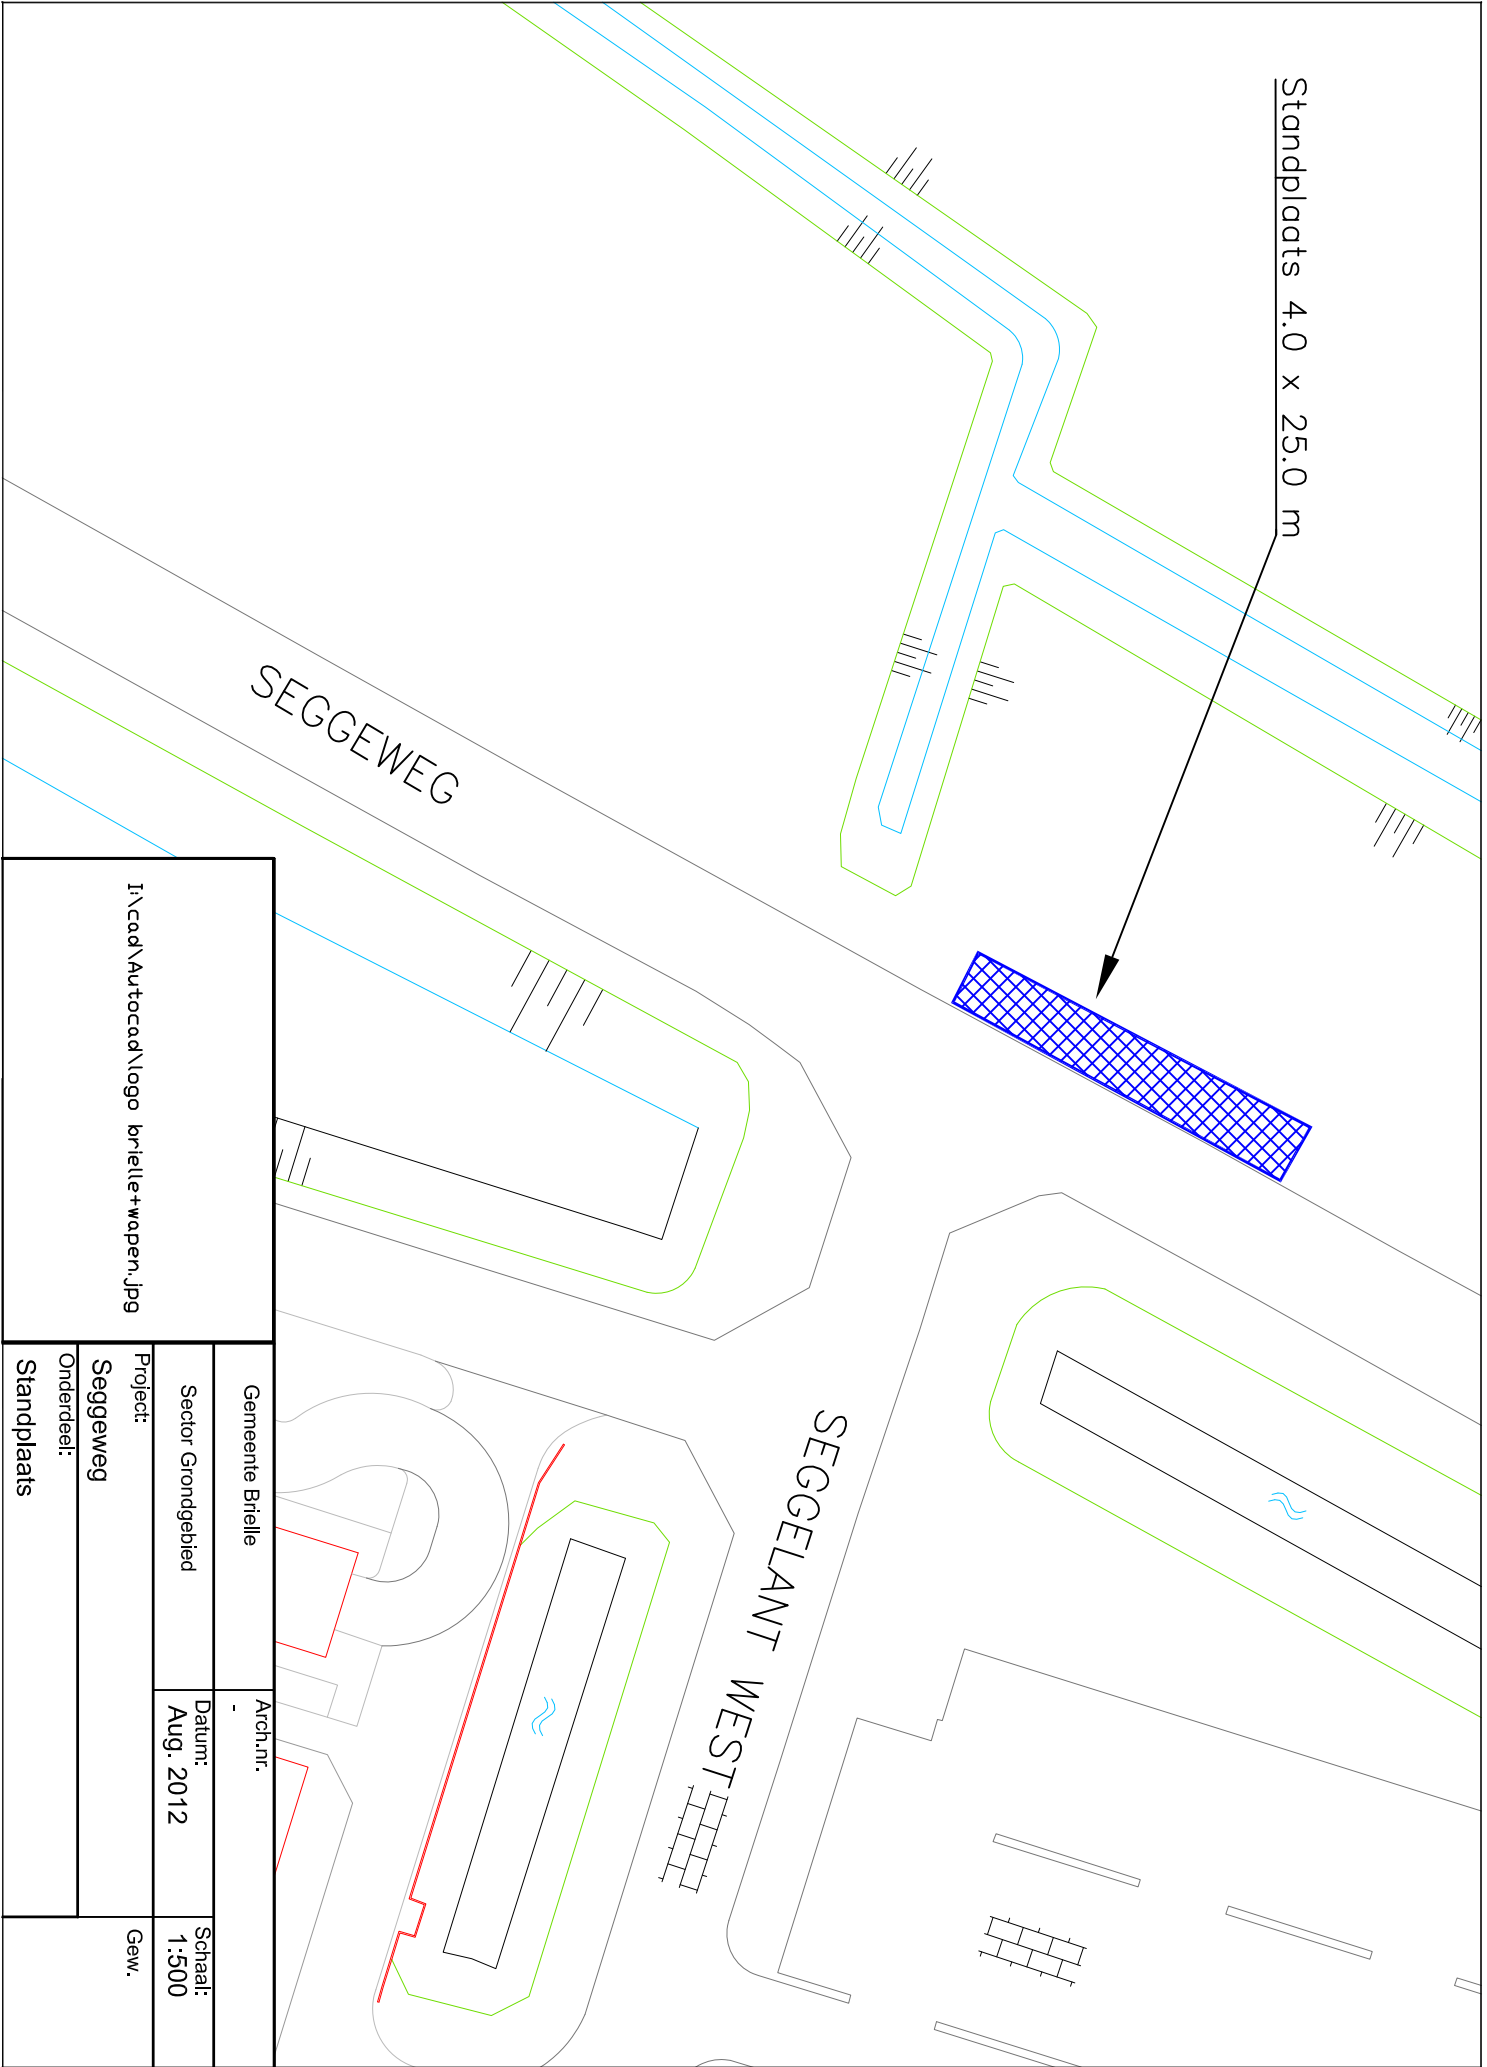 Standplaats 4.0 x 25.0 m
SEGGEWEG
SEGGELANT WEST
I:\cad\Autocad\logo brielle+wapen.jpg
Gemeente Brielle
Arch.nr.
-
Sector Grondgebied
Datum:
Aug. 2012
Schaal:
1:500
Project:
Seggeweg
Gew.
Onderdeel:
Standplaats